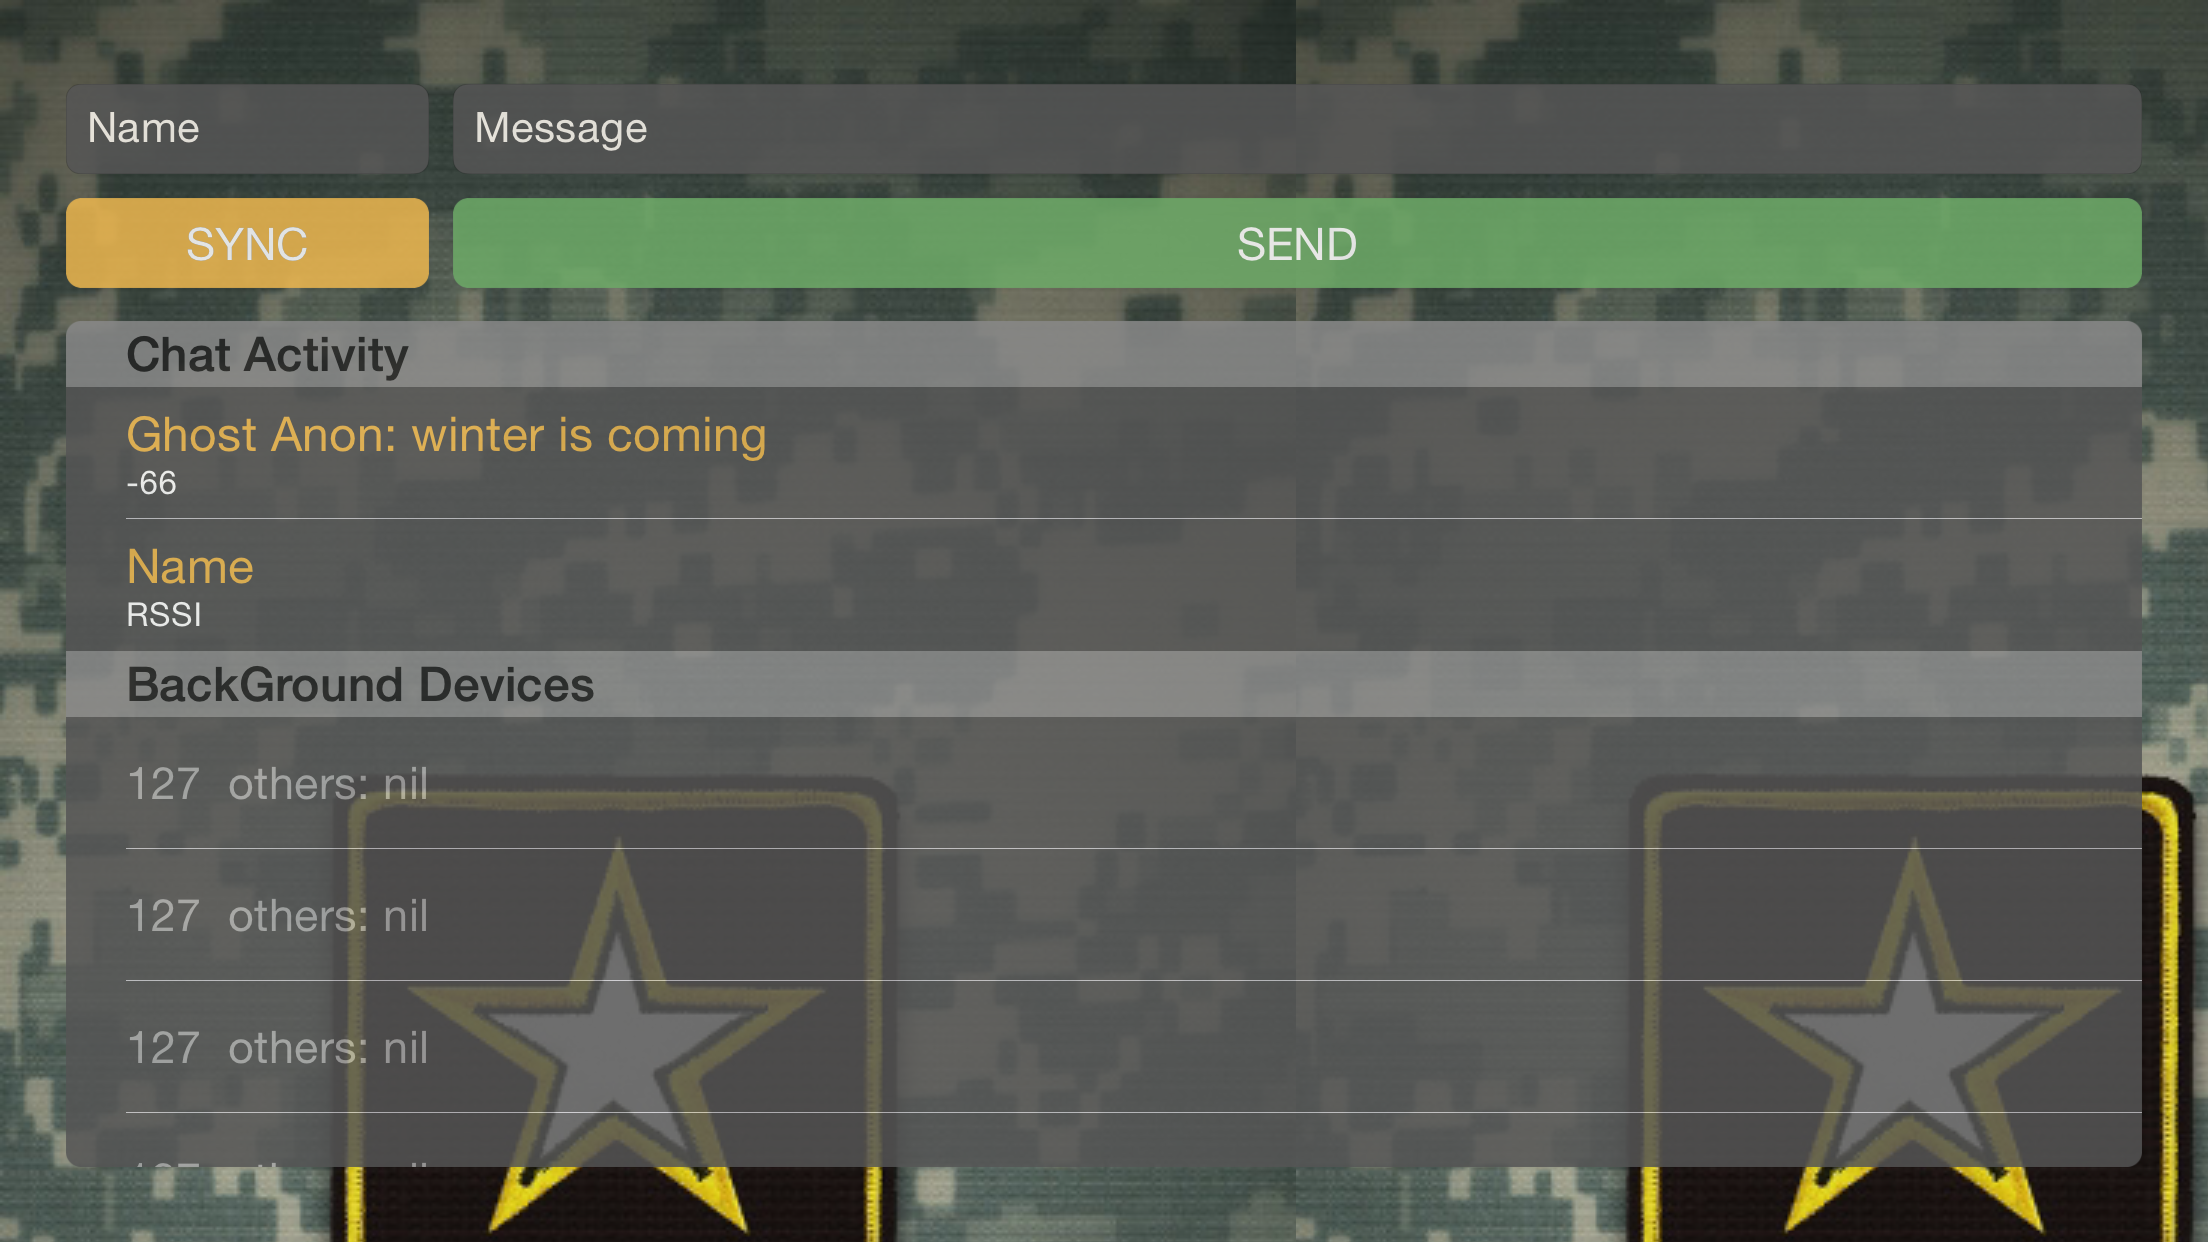 Name
Message
SYNC
SEND
Chat Activity
Ghost Anon: winter is coming
-66
Name
RSSI
BackGround Devices
127 others: nil
127 others: nil
127 others: nil